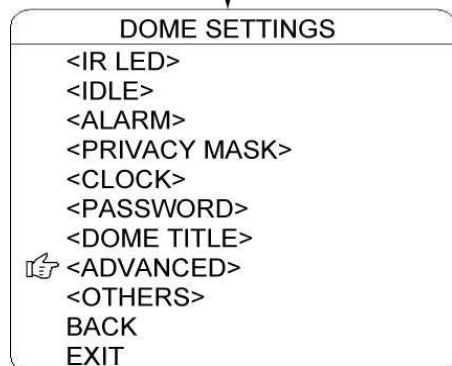 DOME SETTINGS
<IR LED>
<IDLE>
<ALARM>
<PRIVACY MASK>
<CLOCK>
<PASSWORD>
<DOME TITLE>
<ADVANCED>
<OTHERS>
BACK
EXIT